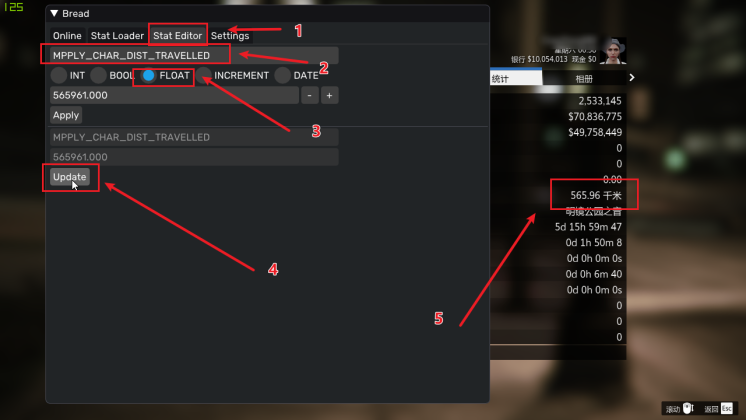 125
Bread
Online Stat Loader Stat Editor Settings
1
MPPLY_CHAR_DIST_TRAVELLED
2
INT BOOL FLOAT INCREMENT DATE
565961.000 - +
3
Apply
MPPLY_CHAR_DIST_TRAVELLED
565961.000
Update
4
5
银行 $10.054.013 现金 $0
统计 相册
2,533,145
$70,836,775
$49,758,449
0
0
0.00
565.96 千米
明镜公园之音
5d 15h 59m 47
0d 1h 50m 8
0d 0h 0m 0s
0d 0h 6m 40
0d 0h 0m 0s
0
0
0
滚动 返回 Esc